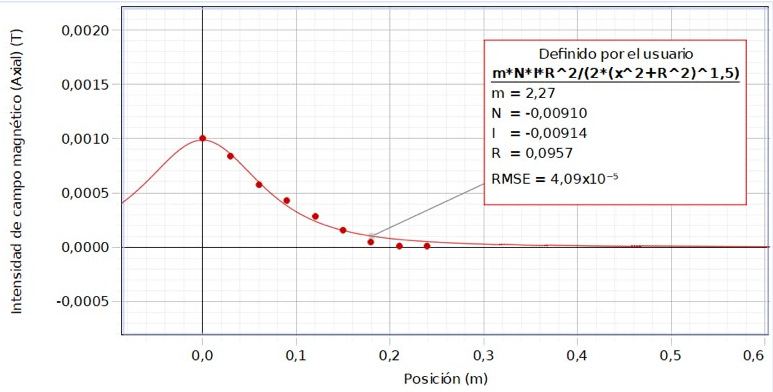 Intensidad de campo magnético (Axial) (T)
0,0020
0,0015
0,0010
0,0005
0,0000
-0,0005
Definido por el usuario
m*N*I*R^2/(2*(x^2+R^2)^1,5)
m = 2,27
N = -0,00910
I = -0,00914
R = 0,0957
RMSE = 4,09x10⁻⁵
0,0 0,1 0,2 0,3 0,4 0,5 0,6
Posición (m)